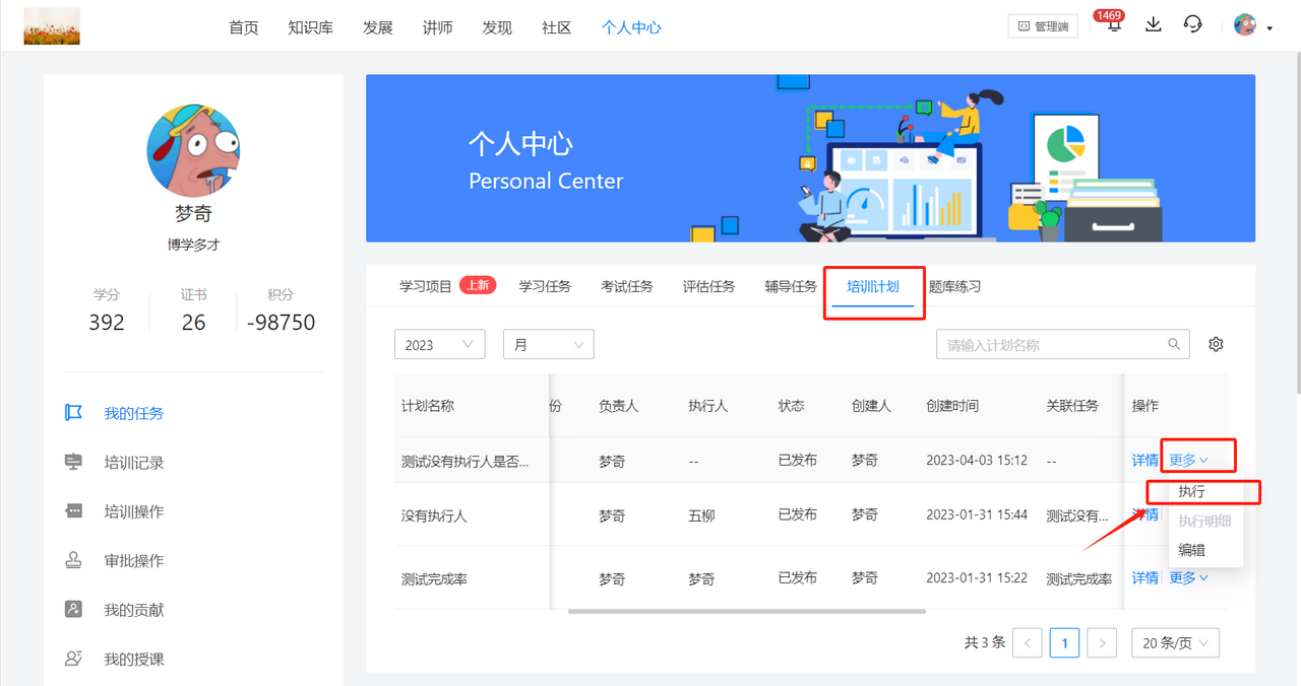 首页 知识库 发展 讲师 发现 社区 个人中心 管理端 1469
梦奇
博学多才
学分 证书 积分
392 26 -98750
我的任务
培训记录
培训操作
审批操作
我的贡献
我的授课
个人中心
Personal Center
学习项目 上新 学习任务 考试任务 评估任务 辅导任务 培训计划 题库练习
2023 月 请输入计划名称
计划名称 份 负责人 执行人 状态 创建人 创建时间 关联任务 操作
测试没有执行人是否... 梦奇 -- 已发布 梦奇 2023-04-03 15:12 -- 详情 更多
执行
执行明细
编辑
没有执行人 梦奇 五柳 已发布 梦奇 2023-01-31 15:44 测试没有... 详情
测试完成率 梦奇 梦奇 已发布 梦奇 2023-01-31 15:22 测试完成率 详情 更多
共 3 条 < 1 > 20 条/页